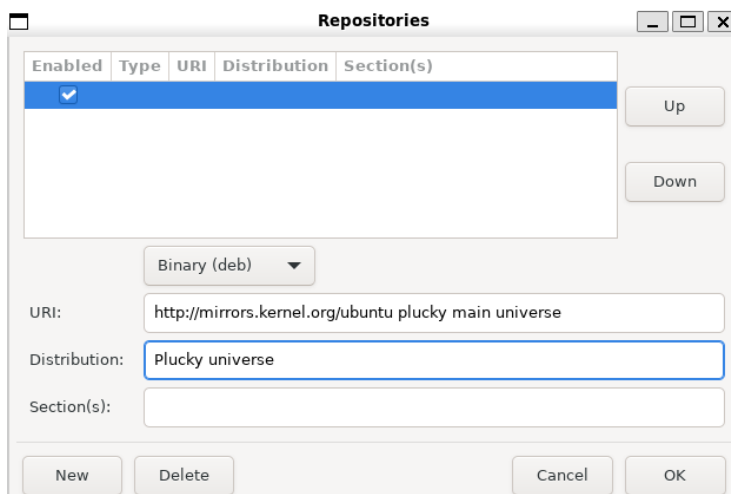 Repositories
Enabled Type URI Distribution Section(s)
Up
Down
Binary (deb)
URI: http://mirrors.kernel.org/ubuntu plucky main universe
Distribution: Plucky universe
Section(s):
New Delete Cancel OK